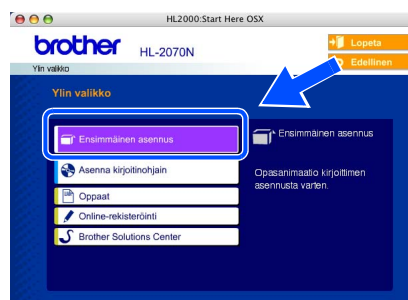 HL2000:Start Here OSX
brother
HL-2070N
Lopeta
Edellinen
Ylin valikko
Ylin valikko
Ensimmäinen asennus
Asenna kirjoitinohjain
Oppaat
Online-rekisteröinti
Brother Solutions Center
Ensimmäinen asennus
Opasanimaatio kirjoittimen
asennusta varten.